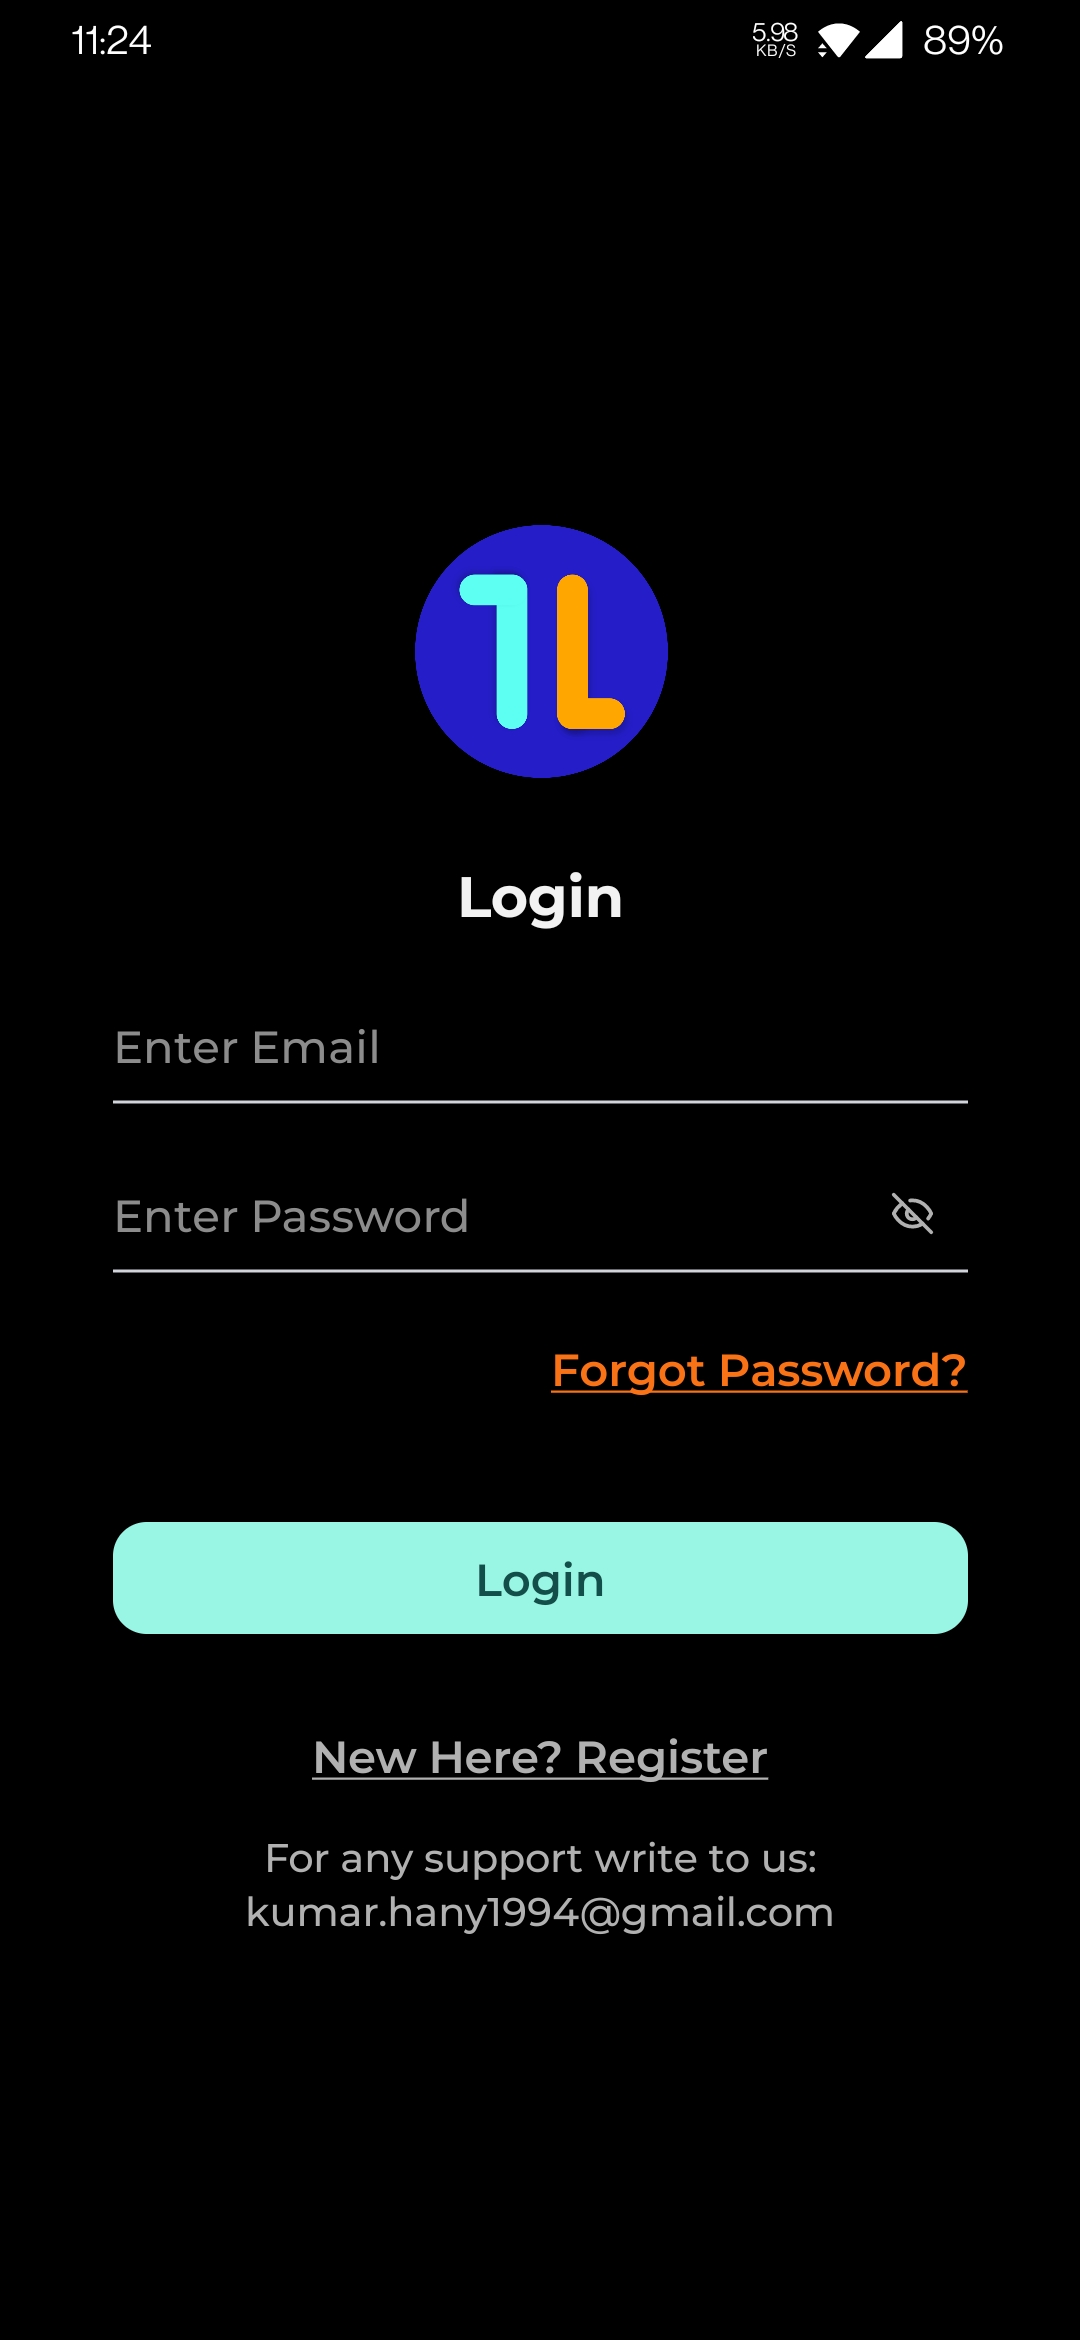 11:24
5.98
KB/S
89%
1L
Login
Enter Email
Enter Password
Forgot Password?
Login
New Here? Register
For any support write to us:
kumar.hany1994@gmail.com